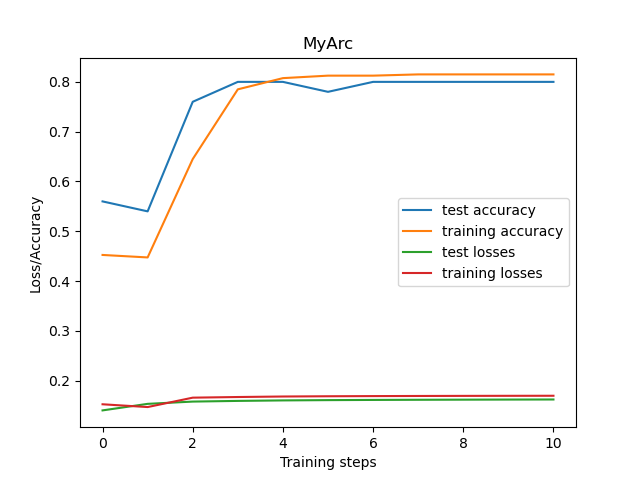 MyArc
Loss/Accuracy
0.8
0.7
0.6
0.5
0.4
0.3
0.2
test accuracy
training accuracy
test losses
training losses
0 2 4 6 8 10
Training steps